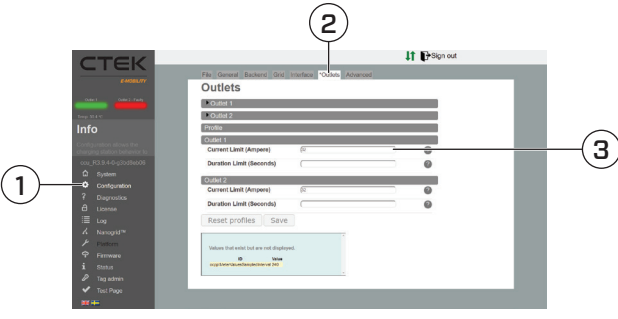 2
CTEK
E-MOBILITY
Sign out
File General Backend Grid Interface *Outlets Advanced
Outlets
Outlet 1
Outlet 2
Profile
Outlet 1
Current Limit (Ampere)
Duration Limit (Seconds)
Outlet 2
Current Limit (Ampere)
Duration Limit (Seconds)
Reset profiles Save
Values that exist but are not displayed.
ID Value
3
1
Info
System
Configuration
Diagnostics
License
Log
Nanogrid™
Platform
Firmware
Status
Tag admin
Test Page